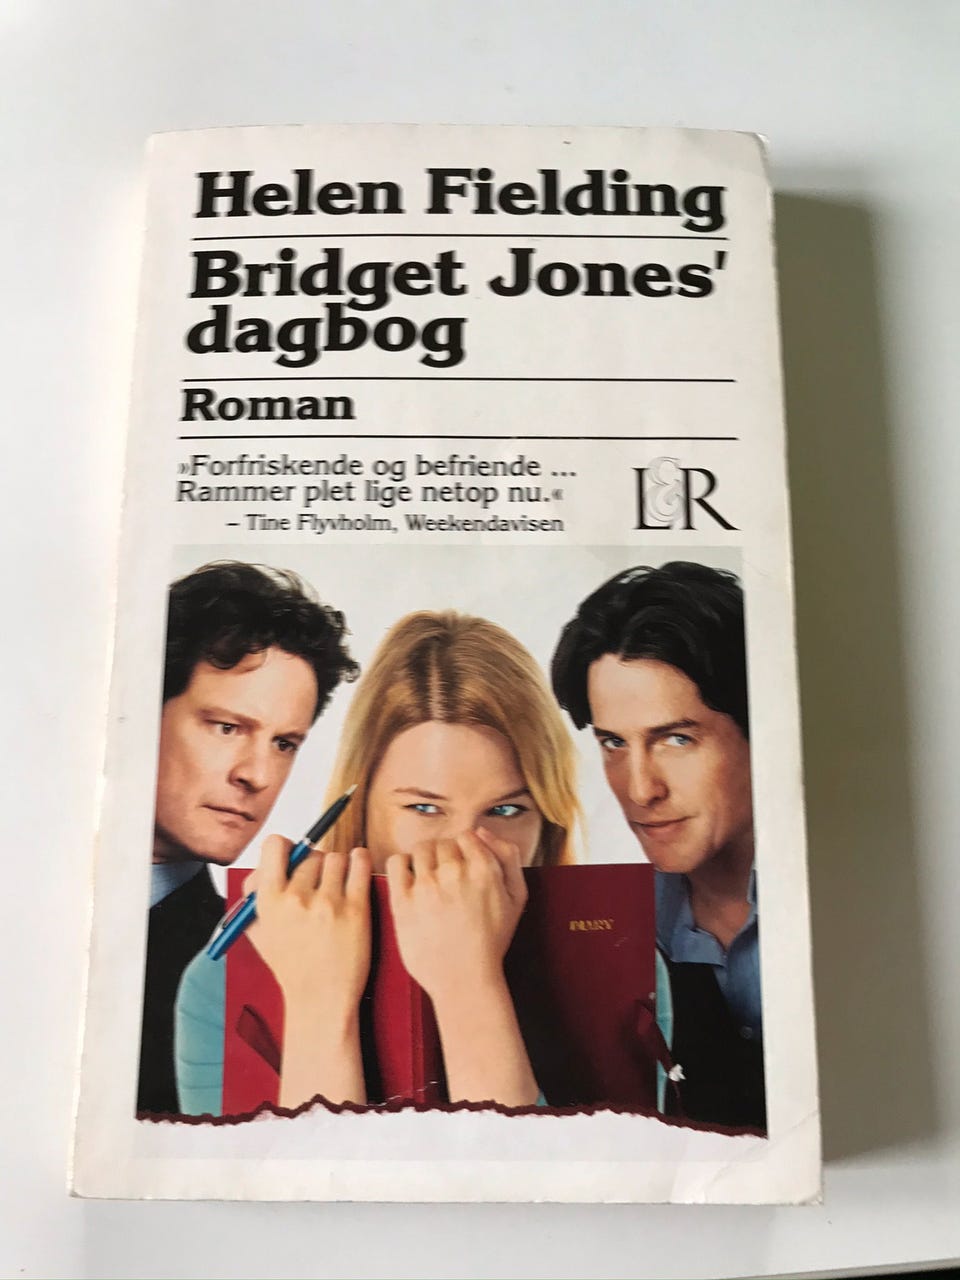 Helen Fielding
Bridget Jones'
dagbog
Roman
»Forfriskende og befriende ...
Rammer plet lige netop nu.«
– Tine Flyvholm, Weekendavisen
L&R
DIARY